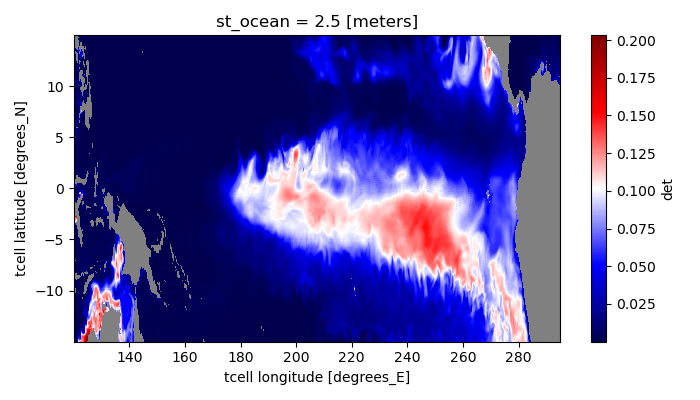 st_ocean = 2.5 [meters]
10
5
0
−5
−10
tcell latitude [degrees_N]
140 160 180 200 220 240 260 280
tcell longitude [degrees_E]
0.200
0.175
0.150
0.125
0.100
0.075
0.050
0.025
det